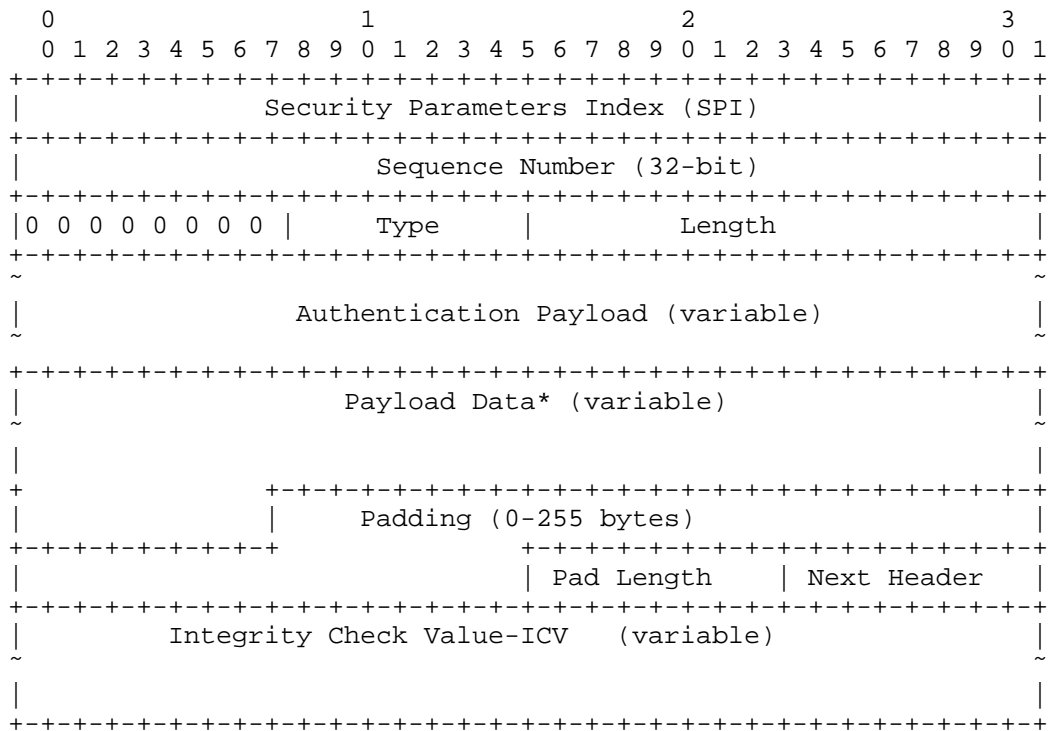 0 1 2 3
0 1 2 3 4 5 6 7 8 9 0 1 2 3 4 5 6 7 8 9 0 1 2 3 4 5 6 7 8 9 0 1
+-+-+-+-+-+-+-+-+-+-+-+-+-+-+-+-+-+-+-+-+-+-+-+-+-+-+-+-+-+-+-+-+
| Security Parameters Index (SPI) |
+-+-+-+-+-+-+-+-+-+-+-+-+-+-+-+-+-+-+-+-+-+-+-+-+-+-+-+-+-+-+-+-+
| Sequence Number (32-bit) |
+-+-+-+-+-+-+-+-+-+-+-+-+-+-+-+-+-+-+-+-+-+-+-+-+-+-+-+-+-+-+-+-+
|0 0 0 0 0 0 0 0 | Type | Length |
+-+-+-+-+-+-+-+-+-+-+-+-+-+-+-+-+-+-+-+-+-+-+-+-+-+-+-+-+-+-+-+-+
~ ~
| Authentication Payload (variable) |
~ ~
+-+-+-+-+-+-+-+-+-+-+-+-+-+-+-+-+-+-+-+-+-+-+-+-+-+-+-+-+-+-+-+-+
| Payload Data* (variable) |
~ ~
| |
+ +-+-+-+-+-+-+-+-+-+-+-+-+-+-+-+-+-+-+-+-+-+-+-+-+
| | Padding (0-255 bytes) |
+-+-+-+-+-+-+-+-+ +-+-+-+-+-+-+-+-+-+-+-+-+-+-+-+-+
| | Pad Length | Next Header |
+-+-+-+-+-+-+-+-+-+-+-+-+-+-+-+-+-+-+-+-+-+-+-+-+-+-+-+-+-+-+-+-+
| Integrity Check Value-ICV (variable) |
~ ~
| |
+-+-+-+-+-+-+-+-+-+-+-+-+-+-+-+-+-+-+-+-+-+-+-+-+-+-+-+-+-+-+-+-+